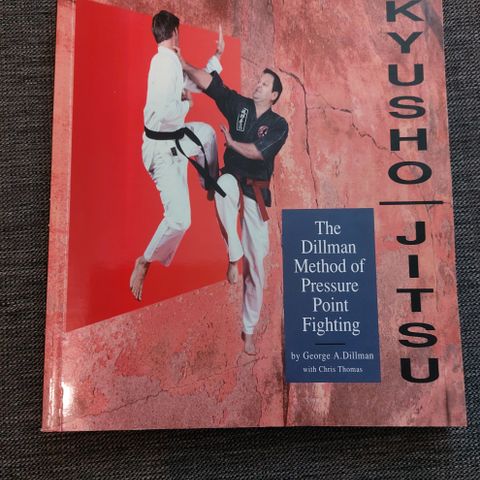 KYUSHO
JITSU
The
Dillman
Method of
Pressure
Point
Fighting
by George A. Dillman
with Chris Thomas